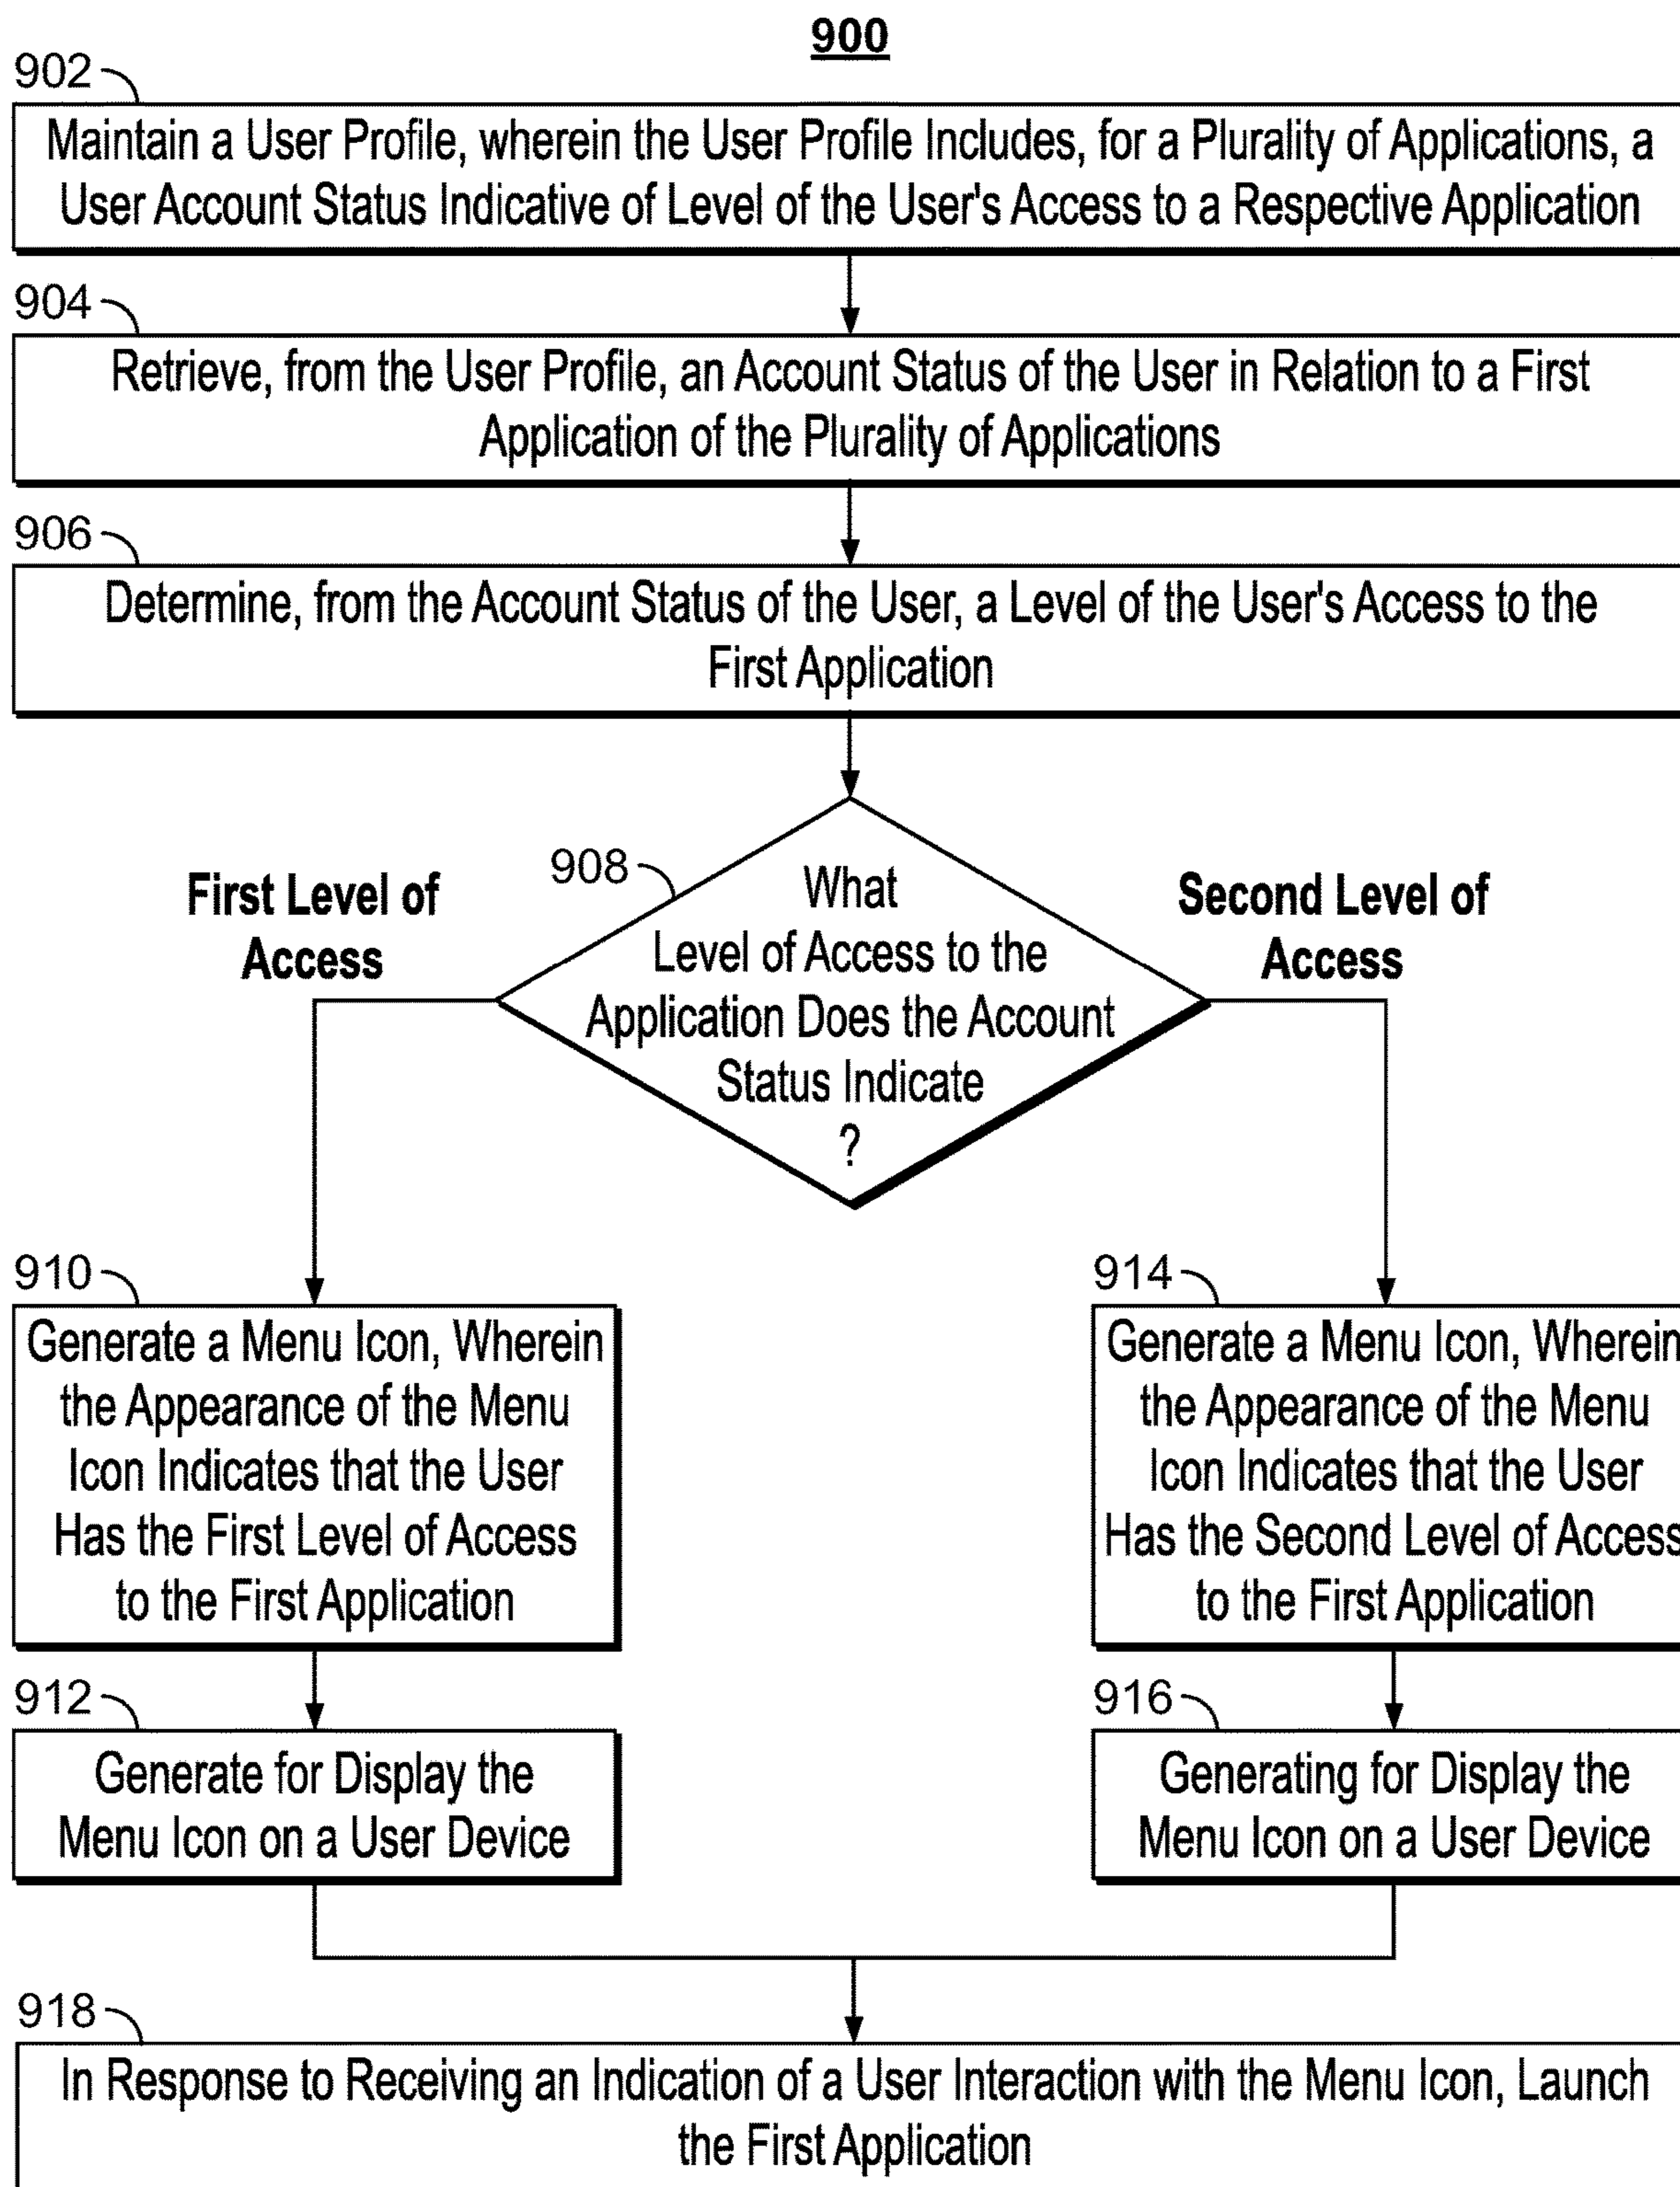 900
902
Maintain a User Profile, wherein the User Profile Includes, for a Plurality of Applications, a
User Account Status Indicative of Level of the User's Access to a Respective Application
904
Retrieve, from the User Profile, an Account Status of the User in Relation to a First
Application of the Plurality of Applications
906
Determine, from the Account Status of the User, a Level of the User's Access to the
First Application
908
What
Level of Access to the
Application Does the Account
Status Indicate
?
First Level of
Access
Second Level of
Access
910
Generate a Menu Icon, Wherein
the Appearance of the Menu
Icon Indicates that the User
Has the First Level of Access
to the First Application
914
Generate a Menu Icon, Wherein
the Appearance of the Menu
Icon Indicates that the User
Has the Second Level of Access
to the First Application
912
Generate for Display the
Menu Icon on a User Device
916
Generating for Display the
Menu Icon on a User Device
918
In Response to Receiving an Indication of a User Interaction with the Menu Icon, Launch
the First Application